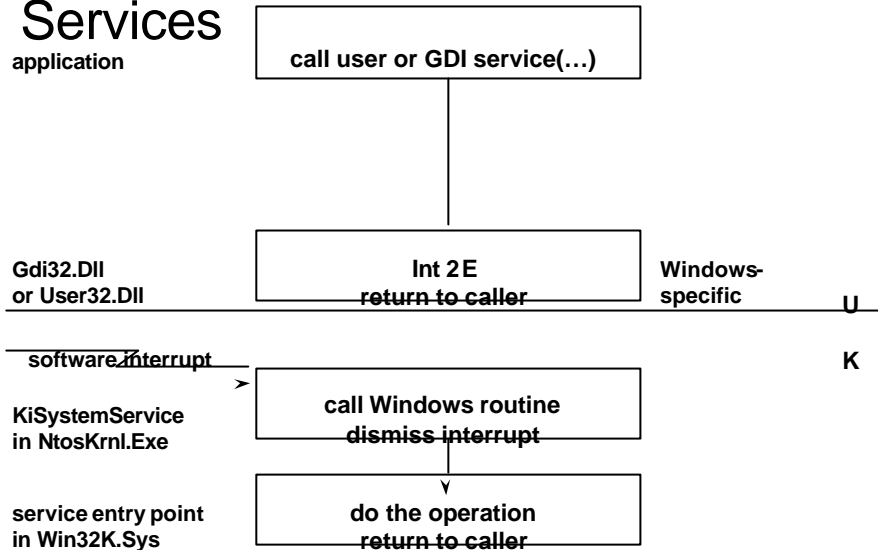 Services
application
call user or GDI service(…)
Gdi32.Dll
or User32.Dll
Int 2E
return to caller
Windows-
specific
U
software interrupt
K
KiSystemService
in NtosKrnl.Exe
call Windows routine
dismiss interrupt
service entry point
in Win32K.Sys
do the operation
return to caller